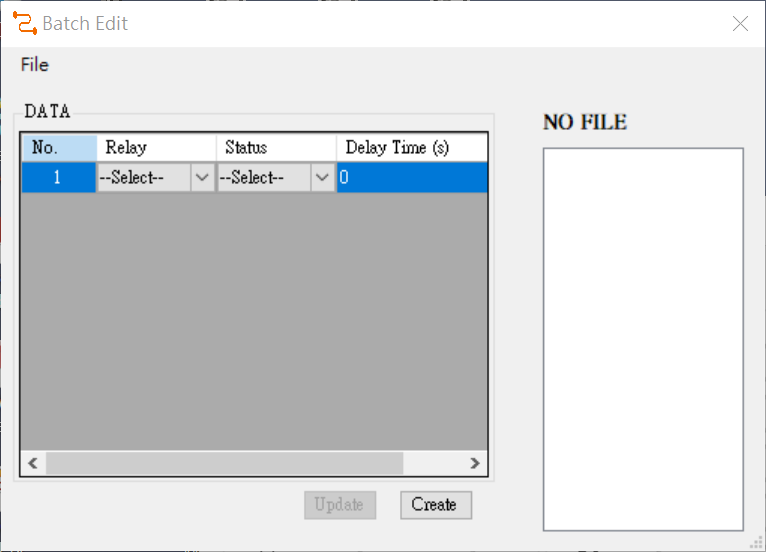 Batch Edit
File
DATA
NO FILE
No. Relay Status Delay Time (s)
1 --Select-- --Select-- 0
Update Create